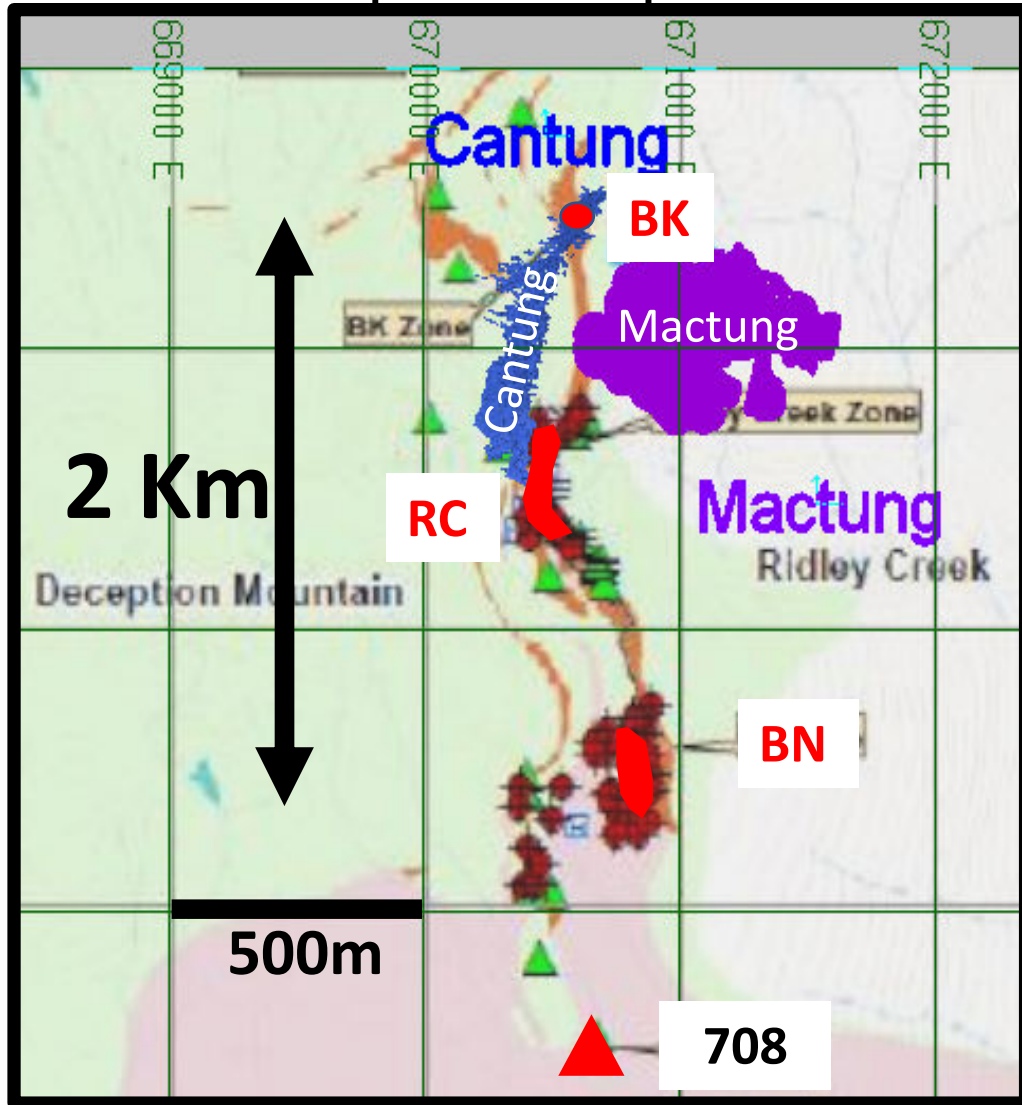 669000 E
670000 E
671000 E
672000 E
Cantung
BK
Cantung
Mactung
BK Zone
y Creek Zone
2 Km
RC
Mactung
Ridley Creek
Deception Mountain
BN
500m
708